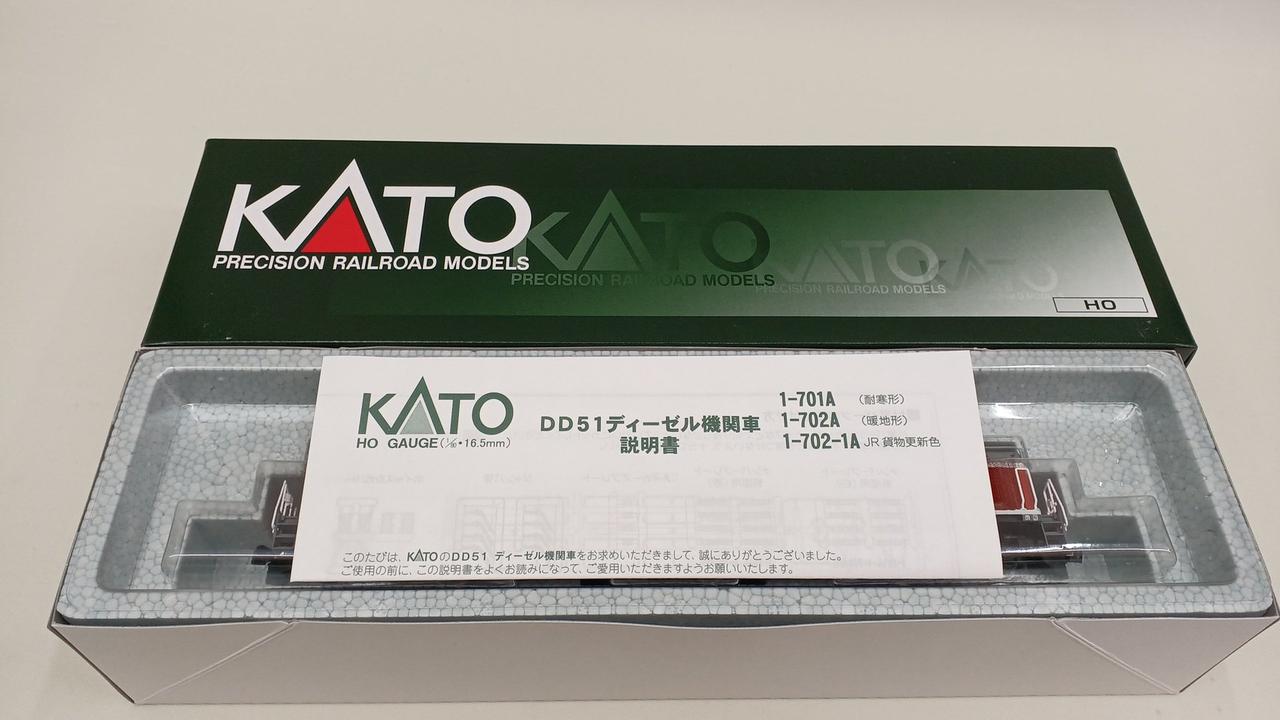 KATO
PRECISION RAILROAD MODELS
KATO
PRECISION RAILROAD MODELS
KATO
PRECISION RAILROAD MODELS
KATO
HO
KATO
HO GAUGE(1/80・16.5mm)
DD51ディーゼル機関車
説明書
1-701A （耐寒形）
1-702A （暖地形）
1-702-1A JR貨物更新色
このたびは、KATOのDD51 ディーゼル機関車をお求めいただきまして、誠にありがとうございました。
ご使用の前に、この説明書をよくお読みになって、ご愛用いただきますようお願いいたします。